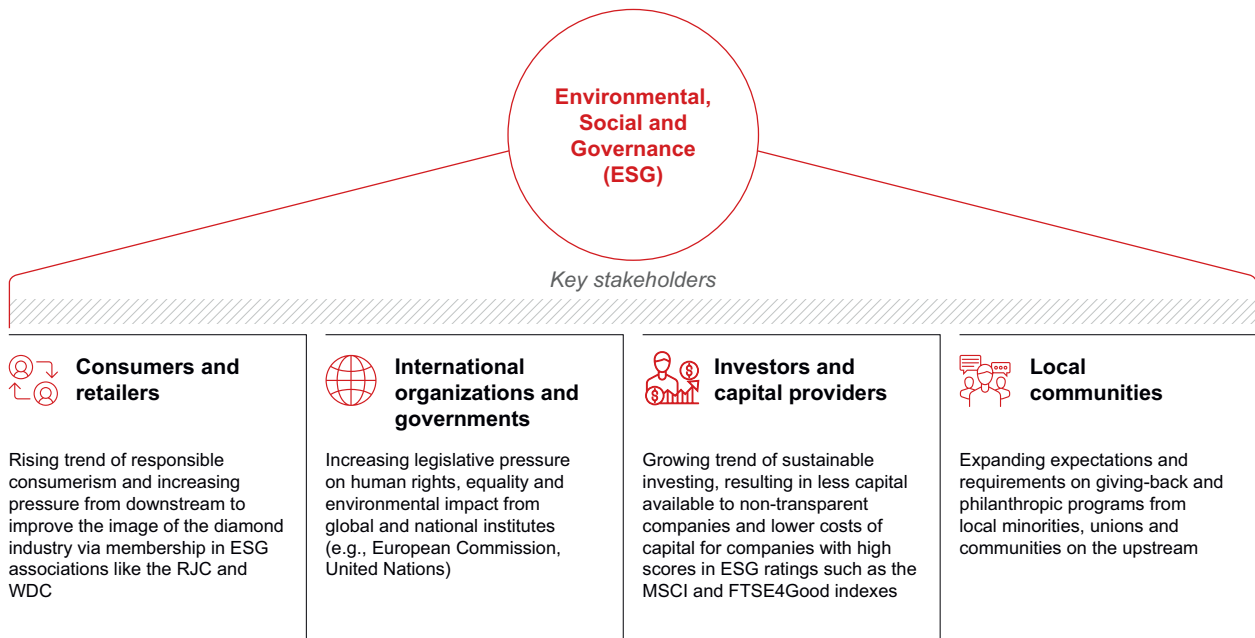 Environmental,
Social and
Governance
(ESG)
Key stakeholders
Consumers and
retailers
Rising trend of responsible
consumerism and increasing
pressure from downstream to
improve the image of the diamond
industry via membership in ESG
associations like the RJC and
WDC
International
organizations and
governments
Increasing legislative pressure
on human rights, equality and
environmental impact from
global and national institutes
(e.g., European Commission,
United Nations)
Investors and
capital providers
Growing trend of sustainable
investing, resulting in less capital
available to non-transparent
companies and lower costs of
capital for companies with high
scores in ESG ratings such as the
MSCI and FTSE4Good indexes
Local
communities
Expanding expectations and
requirements on giving-back and
philanthropic programs from
local minorities, unions and
communities on the upstream